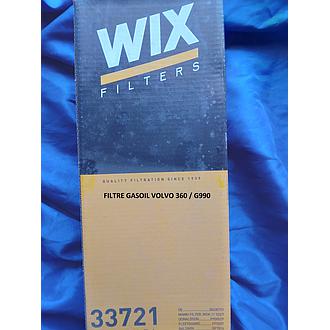 WIX
FILTERS
QUALITY FILTRATION SINCE 1939
FILTRE GASOIL VOLVO 360 / G990
33721